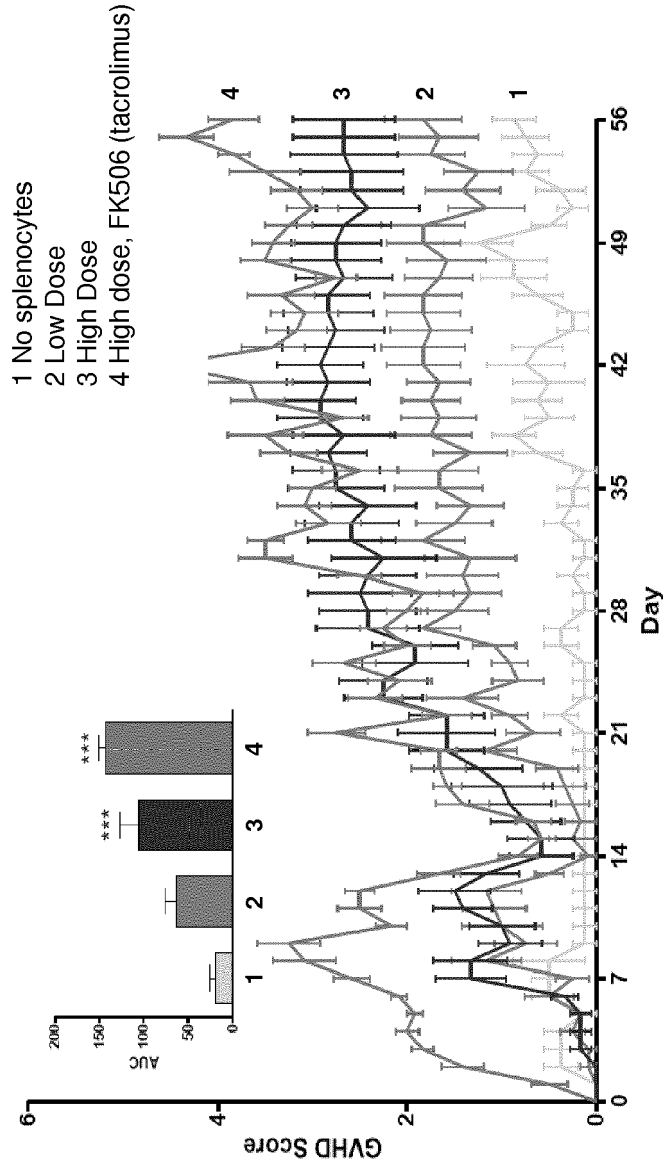 1 No splenocytes
2 Low Dose
3 High Dose
4 High dose, FK506 (tacrolimus)
GVHD Score
6
4
2
0
AUC
200
150
100
50
0
***
***
1 2 3 4
4
3
2
1
0 7 14 21 28 35 42 49 56
Day